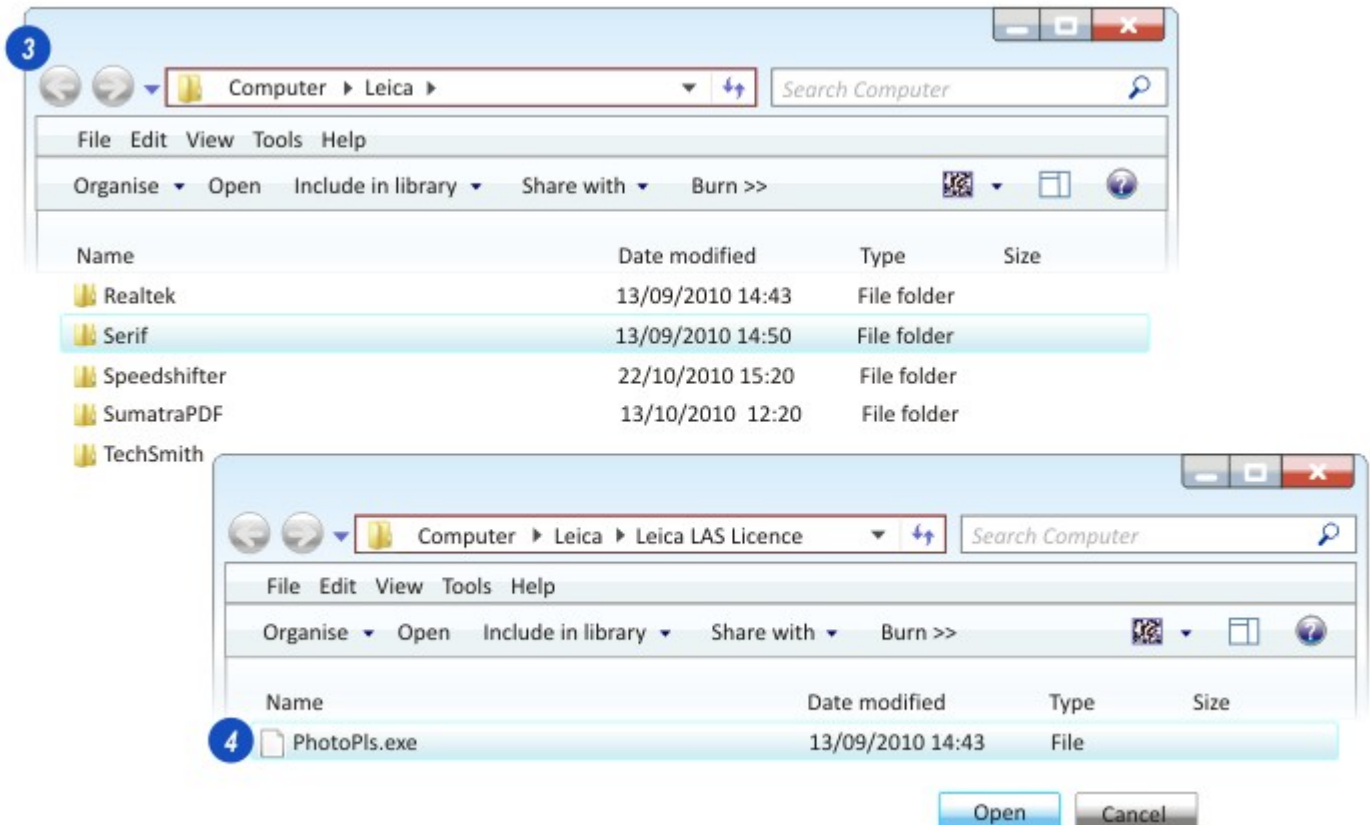 3
Computer Leica Search Computer
File Edit View Tools Help
Organise Open Include in library Share with Burn >>
Name Date modified Type Size
Realtek 13/09/2010 14:43 File folder
Serif 13/09/2010 14:50 File folder
Speedshifter 22/10/2010 15:20 File folder
SumatraPDF 13/10/2010 12:20 File folder
TechSmith
Computer Leica Leica LAS Licence Search Computer
File Edit View Tools Help
Organise Open Include in library Share with Burn >>
Name Date modified Type Size
4 PhotoPls.exe 13/09/2010 14:43 File
Open Cancel